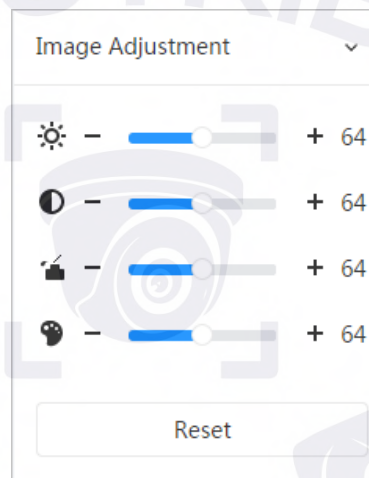 Image Adjustment
− + 64
− + 64
− + 64
− + 64
Reset